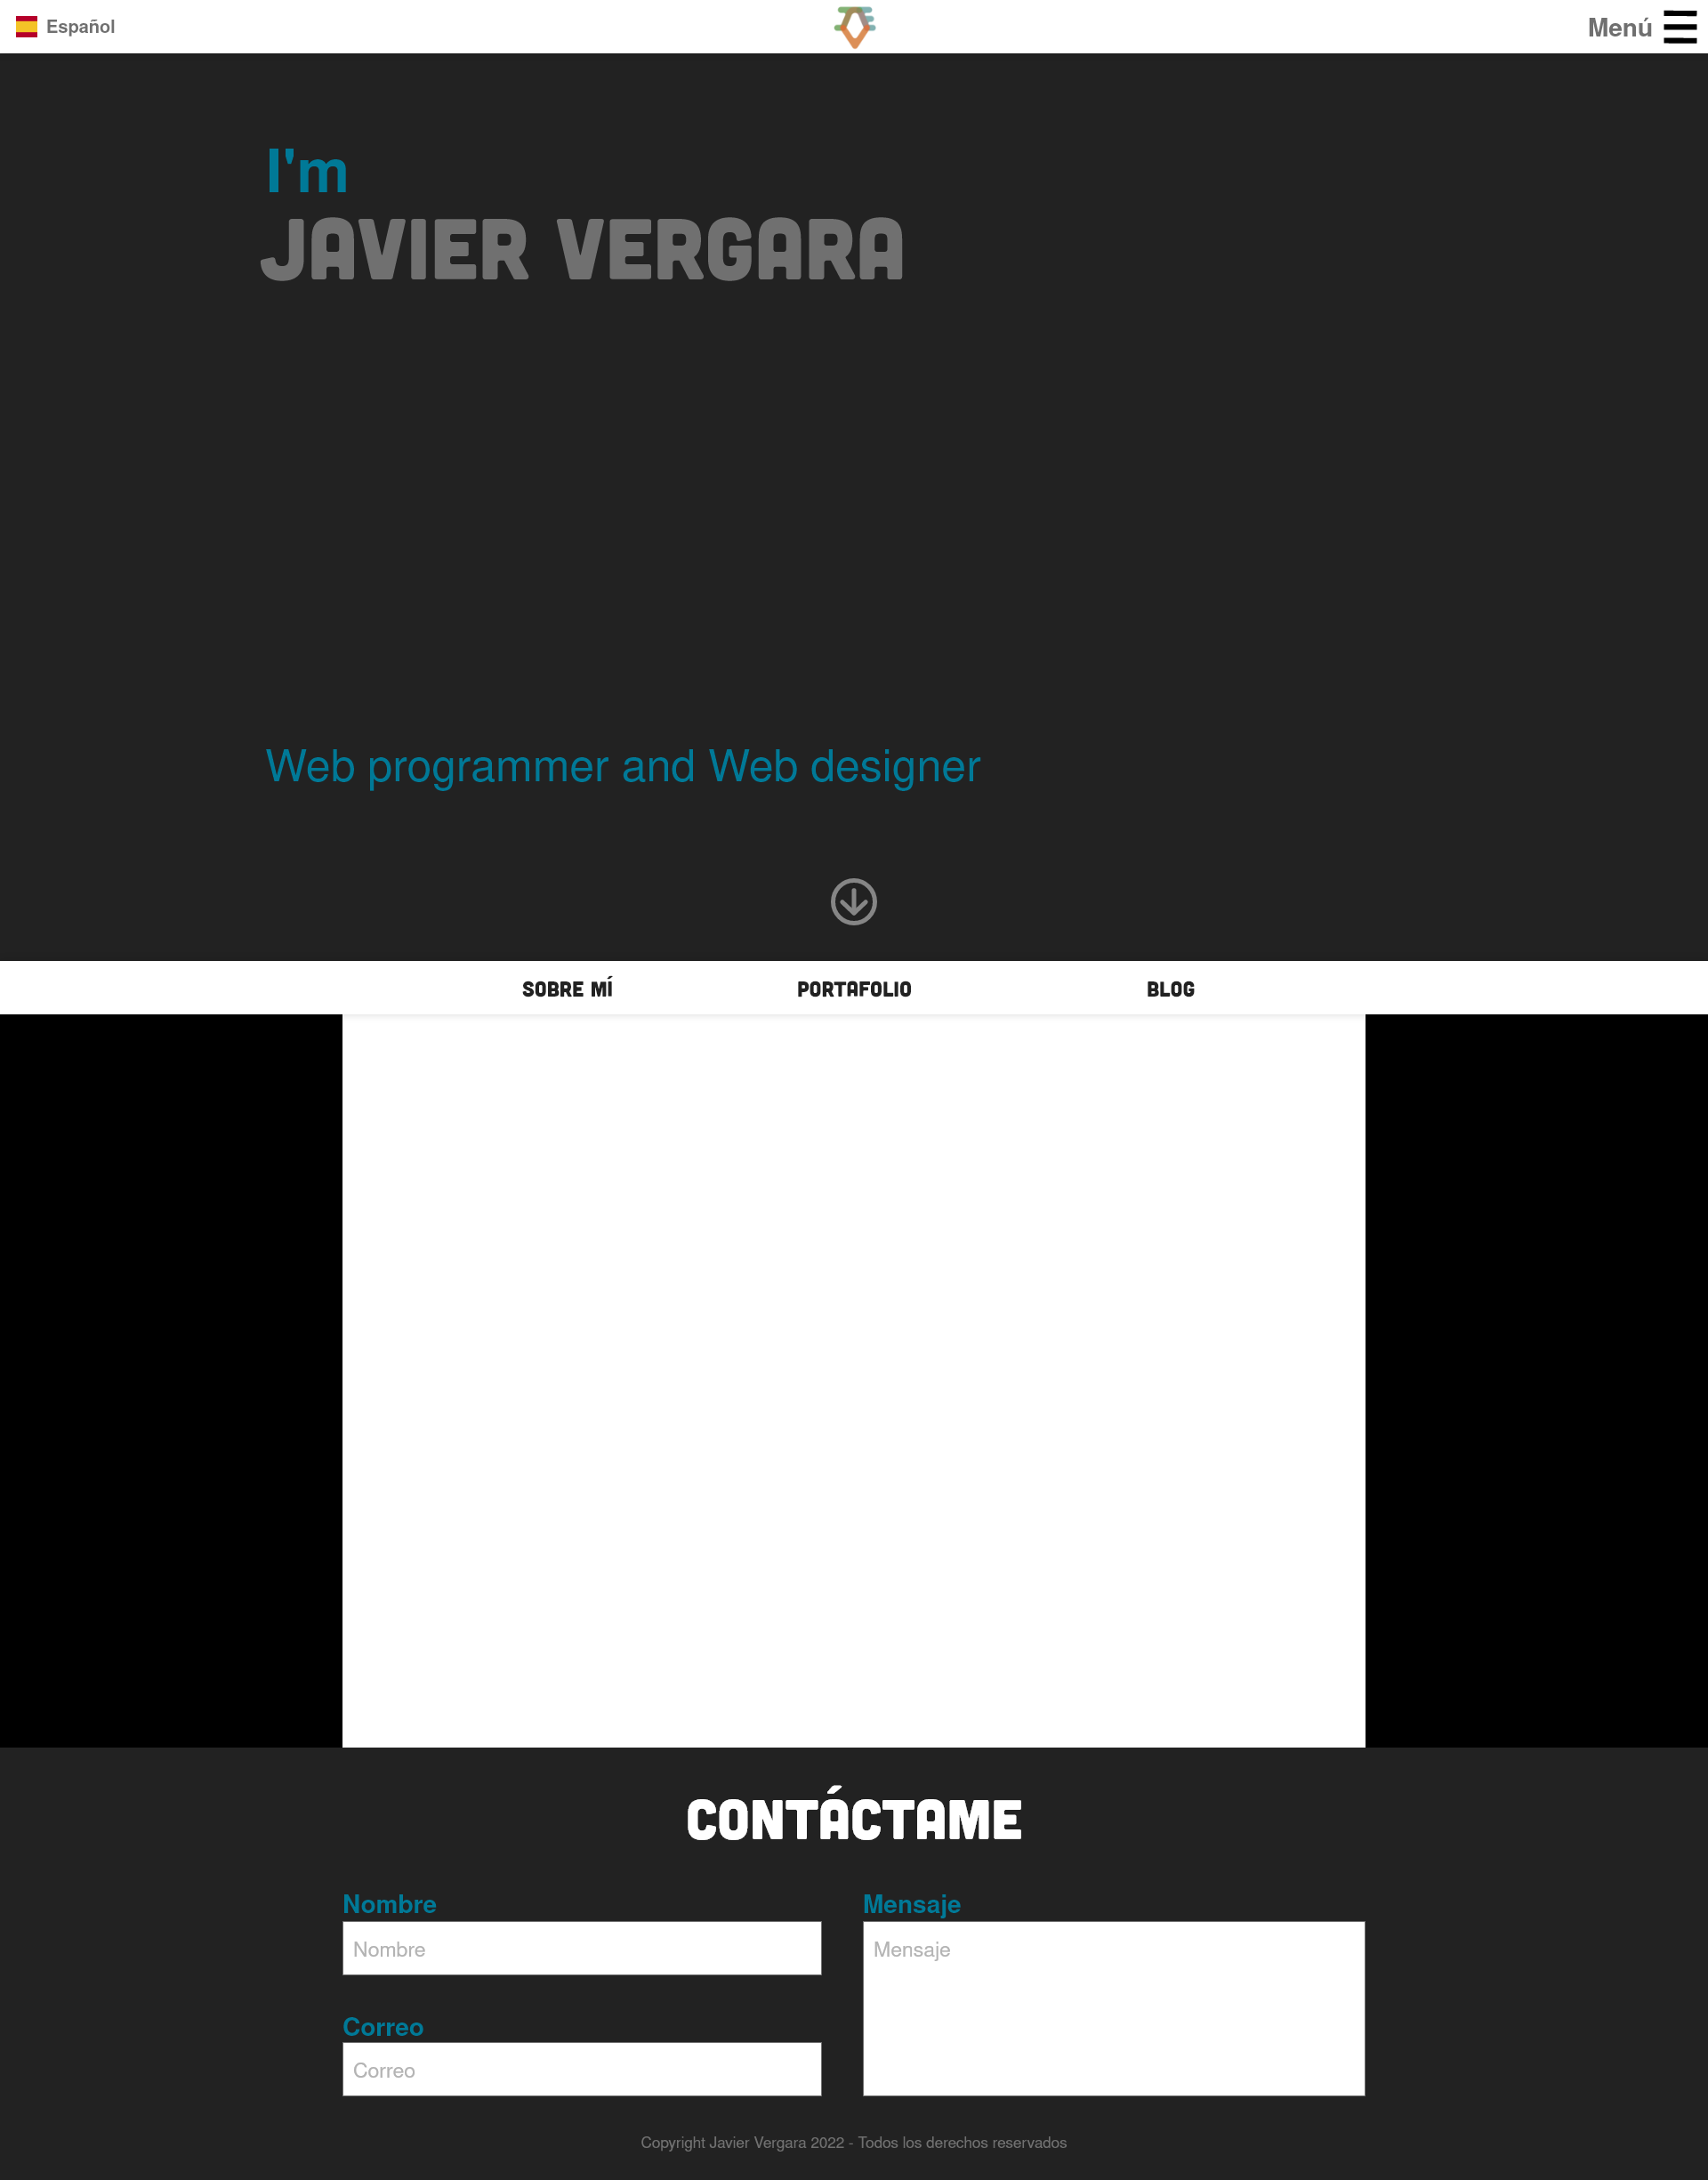 Español
Menú
I'm
JAVIER VERGARA
Web programmer and Web designer
SOBRE MÍ
PORTAFOLIO
BLOG
CONTÁCTAME
Nombre
Nombre
Correo
Correo
Mensaje
Mensaje
Copyright Javier Vergara 2022 - Todos los derechos reservados